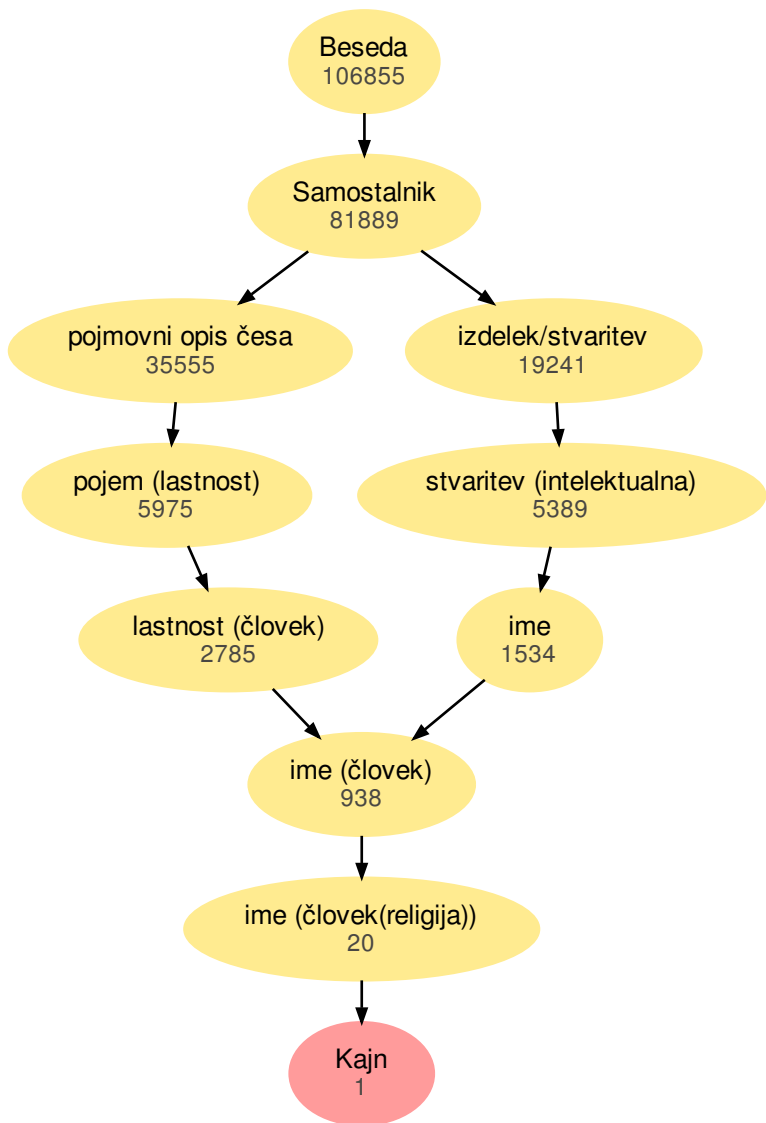 Beseda
106855
Samostalnik
81889
pojmovni opis česa
35555
izdelek/stvaritev
19241
pojem (lastnost)
5975
stvaritev (intelektualna)
5389
lastnost (človek)
2785
ime
1534
ime (človek)
938
ime (človek(religija))
20
Kajn
1